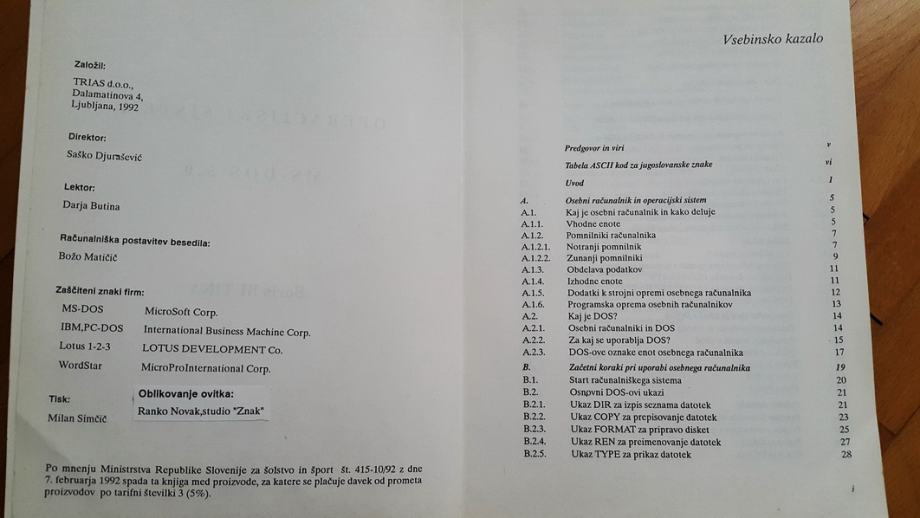 Založil:
TRIAS d.o.o.,
Dalamatinova 4,
Ljubljana, 1992
Direktor:
Saško Djurašević
Lektor:
Darja Butina
Računalniška postavitev besedila:
Božo Matičič
Zaščiteni znaki firm:
MS-DOS MicroSoft Corp.
IBM,PC-DOS International Business Machine Corp.
Lotus 1-2-3 LOTUS DEVELOPMENT Co.
WordStar MicroProInternational Corp.
Tisk:
Milan Simčič
Oblikovanje ovitka:
Ranko Novak,studio "Znak"
Po mnenju Ministrstva Republike Slovenije za šolstvo in šport št. 415-10/92 z dne
7. februarja 1992 spada ta knjiga med proizvode, za katere se plačuje davek od prometa
proizvodov po tarifni številki 3 (5%).
Vsebinsko kazalo
Predgovor in viri v
Tabela ASCII kod za jugoslovanske znake vi
Uvod 1
A. Osebni računalnik in operacijski sistem 5
A.1. Kaj je osebni računalnik in kako deluje 5
A.1.1. Vhodne enote 5
A.1.2. Pomnilniki računalnika 7
A.1.2.1. Notranji pomnilnik 7
A.1.2.2. Zunanji pomnilniki 9
A.1.3. Obdelava podatkov 11
A.1.4. Izhodne enote 11
A.1.5. Dodatki k strojni opremi osebnega računalnika 12
A.1.6. Programska oprema osebnih računalnikov 13
A.2. Kaj je DOS? 14
A.2.1. Osebni računalniki in DOS 14
A.2.2. Za kaj se uporablja DOS? 15
A.2.3. DOS-ove oznake enot osebnega računalnika 17
B. Začetni koraki pri uporabi osebnega računalnika 19
B.1. Start računalniškega sistema 20
B.2. Osnpvni DOS-ovi ukazi 21
B.2.1. Ukaz DIR za izpis seznama datotek 21
B.2.2. Ukaz COPY za prepisovanje datotek 23
B.2.3. Ukaz FORMAT za pripravo disket 25
B.2.4. Ukaz REN za preimenovanje datotek 27
B.2.5. Ukaz TYPE za prikaz datotek 28
i